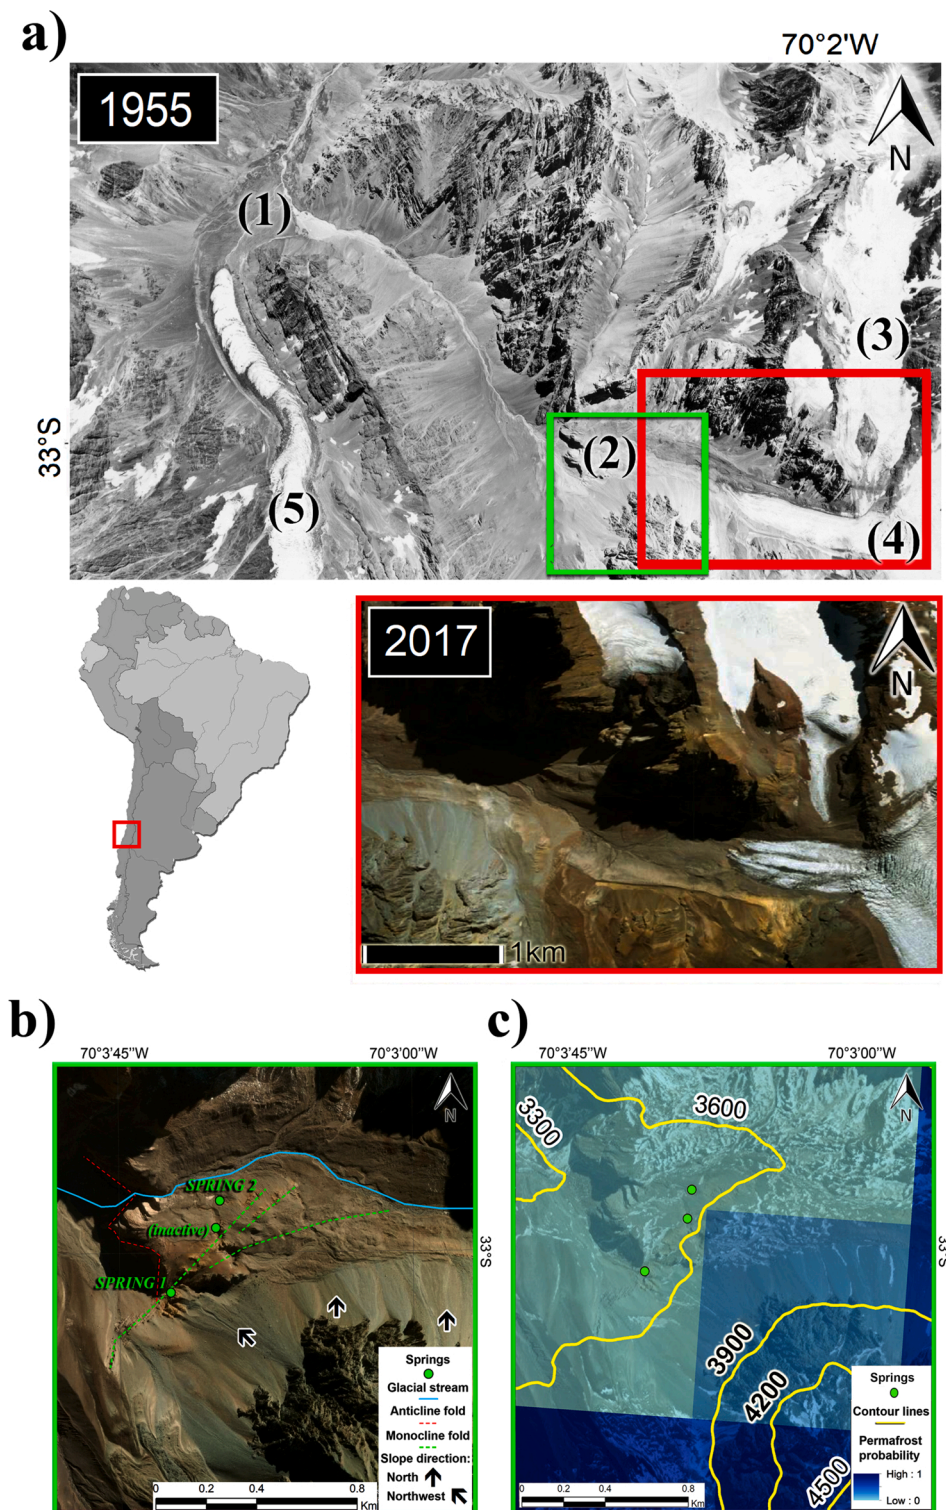 a)
70°2'W
1955
N
(1)
(3)
33°S
(2)
(5)
(4)
2017
N
1km
b)
c)
70°3'45"W
70°3'00"W
70°3'45"W
70°3'00"W
N
SPRING 2
(inactive)
SPRING 1
33°S
Springs
Glacial stream
Anticline fold
Monocline fold
Slope direction:
North
Northwest
0
0.2
0.4
0.8
Km
N
3300
3600
3900
4200
4500
33°S
Springs
Contour lines
Permafrost
probability
High : 1
Low : 0
0
0.2
0.4
0.8
Km